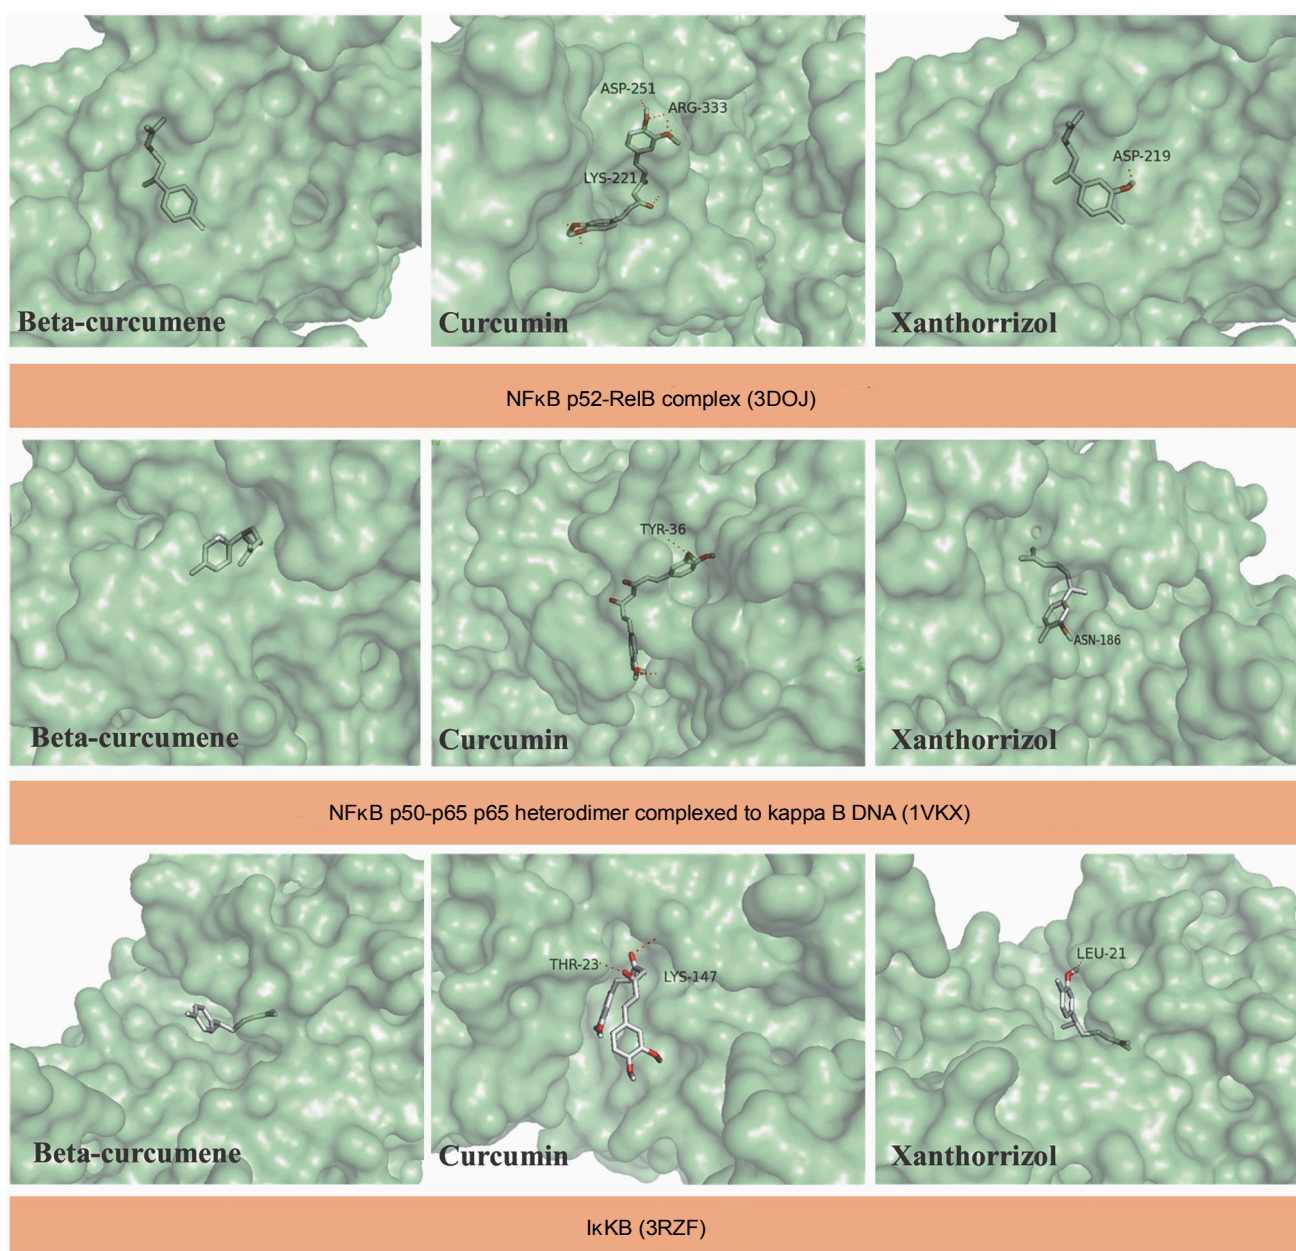 ASP-251
ARG-333
LYS-221
ASP-219
Beta-curcumene
Curcumin
Xanthorrizol
NFκB p52-RelB complex (3DOJ)
TYR-36
ASN-186
Beta-curcumene
Curcumin
Xanthorrizol
NFκB p50-p65 p65 heterodimer complexed to kappa B DNA (1VKX)
THR-23
LYS-147
LEU-21
Beta-curcumene
Curcumin
Xanthorrizol
IκKB (3RZF)